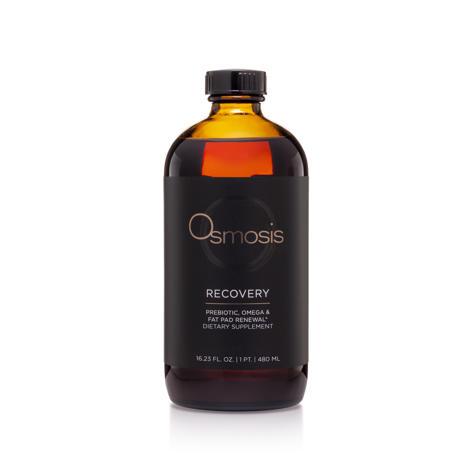 Osmosis
RECOVERY
PREBIOTIC, OMEGA &
FAT PAD RENEWAL*
DIETARY SUPPLEMENT
16.23 FL. OZ. | 1 PT. | 480 ML